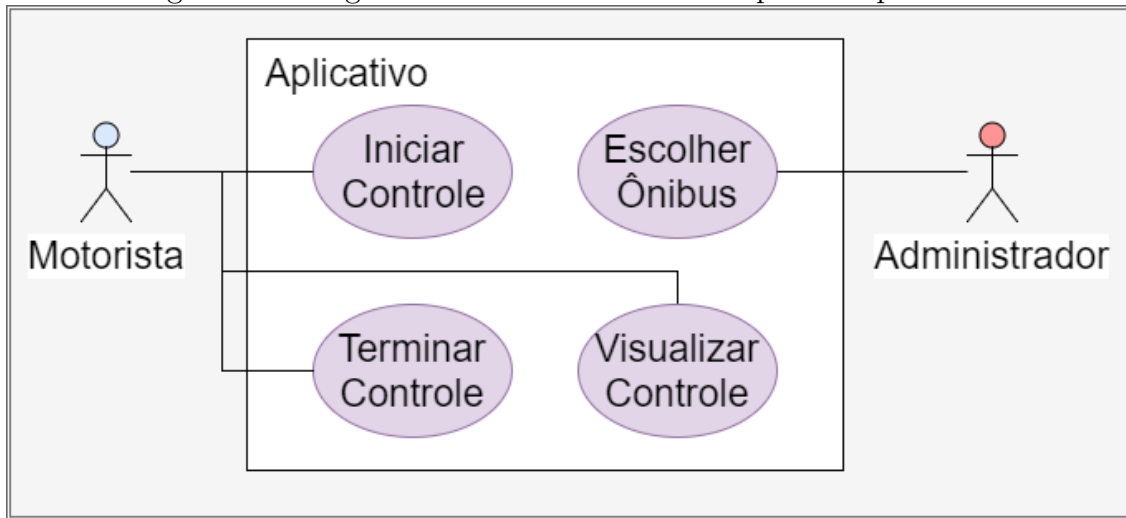 Aplicativo
Iniciar
Controle
Escolher
Ônibus
Motorista
Administrador
Terminar
Controle
Visualizar
Controle